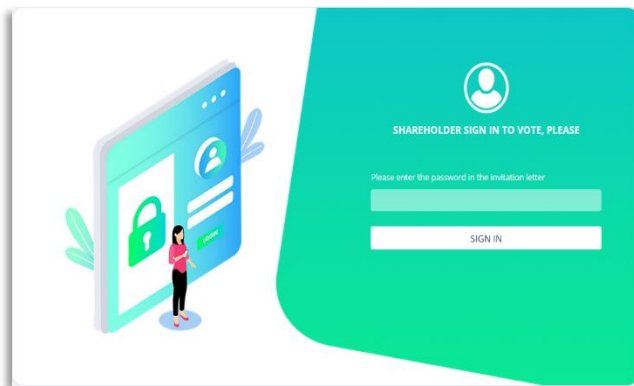 SHAREHOLDER SIGN IN TO VOTE, PLEASE
Please enter the password in the invitation letter
SIGN IN